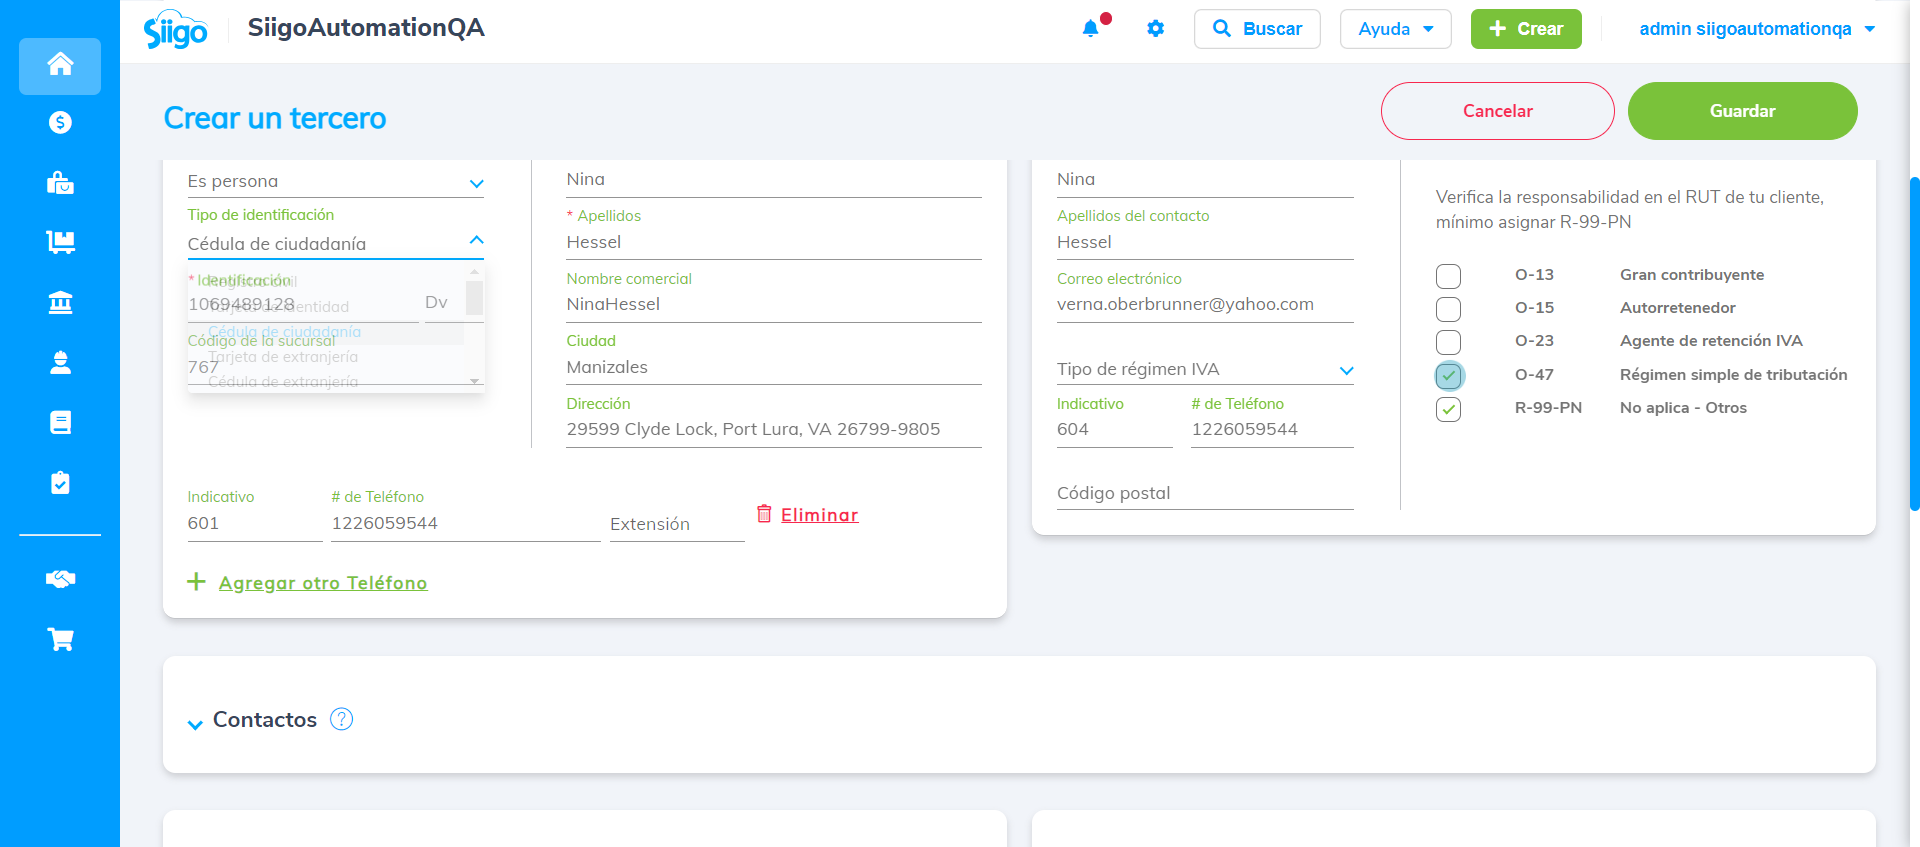 Siigo
SiigoAutomationQA
Buscar
Ayuda
Crear
admin siigoautomationqa
Crear un tercero
Cancelar
Guardar
Es persona
Tipo de identificación
Cédula de ciudadanía
* Identificación
Registro civil
1069489128
Dv
Tarjeta de identidad
Cédula de ciudadanía
Código de la sucursal
Tarjeta de extranjería
767
Cédula de extranjería
Nina
* Apellidos
Hessel
Nombre comercial
NinaHessel
Ciudad
Manizales
Dirección
29599 Clyde Lock, Port Lura, VA 26799-9805
Indicativo
601
# de Teléfono
1226059544
Extensión
Eliminar
Agregar otro Teléfono
Nina
Apellidos del contacto
Hessel
Correo electrónico
verna.oberbrunner@yahoo.com
Tipo de régimen IVA
Indicativo
604
# de Teléfono
1226059544
Código postal
Verifica la responsabilidad en el RUT de tu cliente,
mínimo asignar R-99-PN
O-13 Gran contribuyente
O-15 Autorretenedor
O-23 Agente de retención IVA
O-47 Régimen simple de tributación
R-99-PN No aplica - Otros
Contactos ?